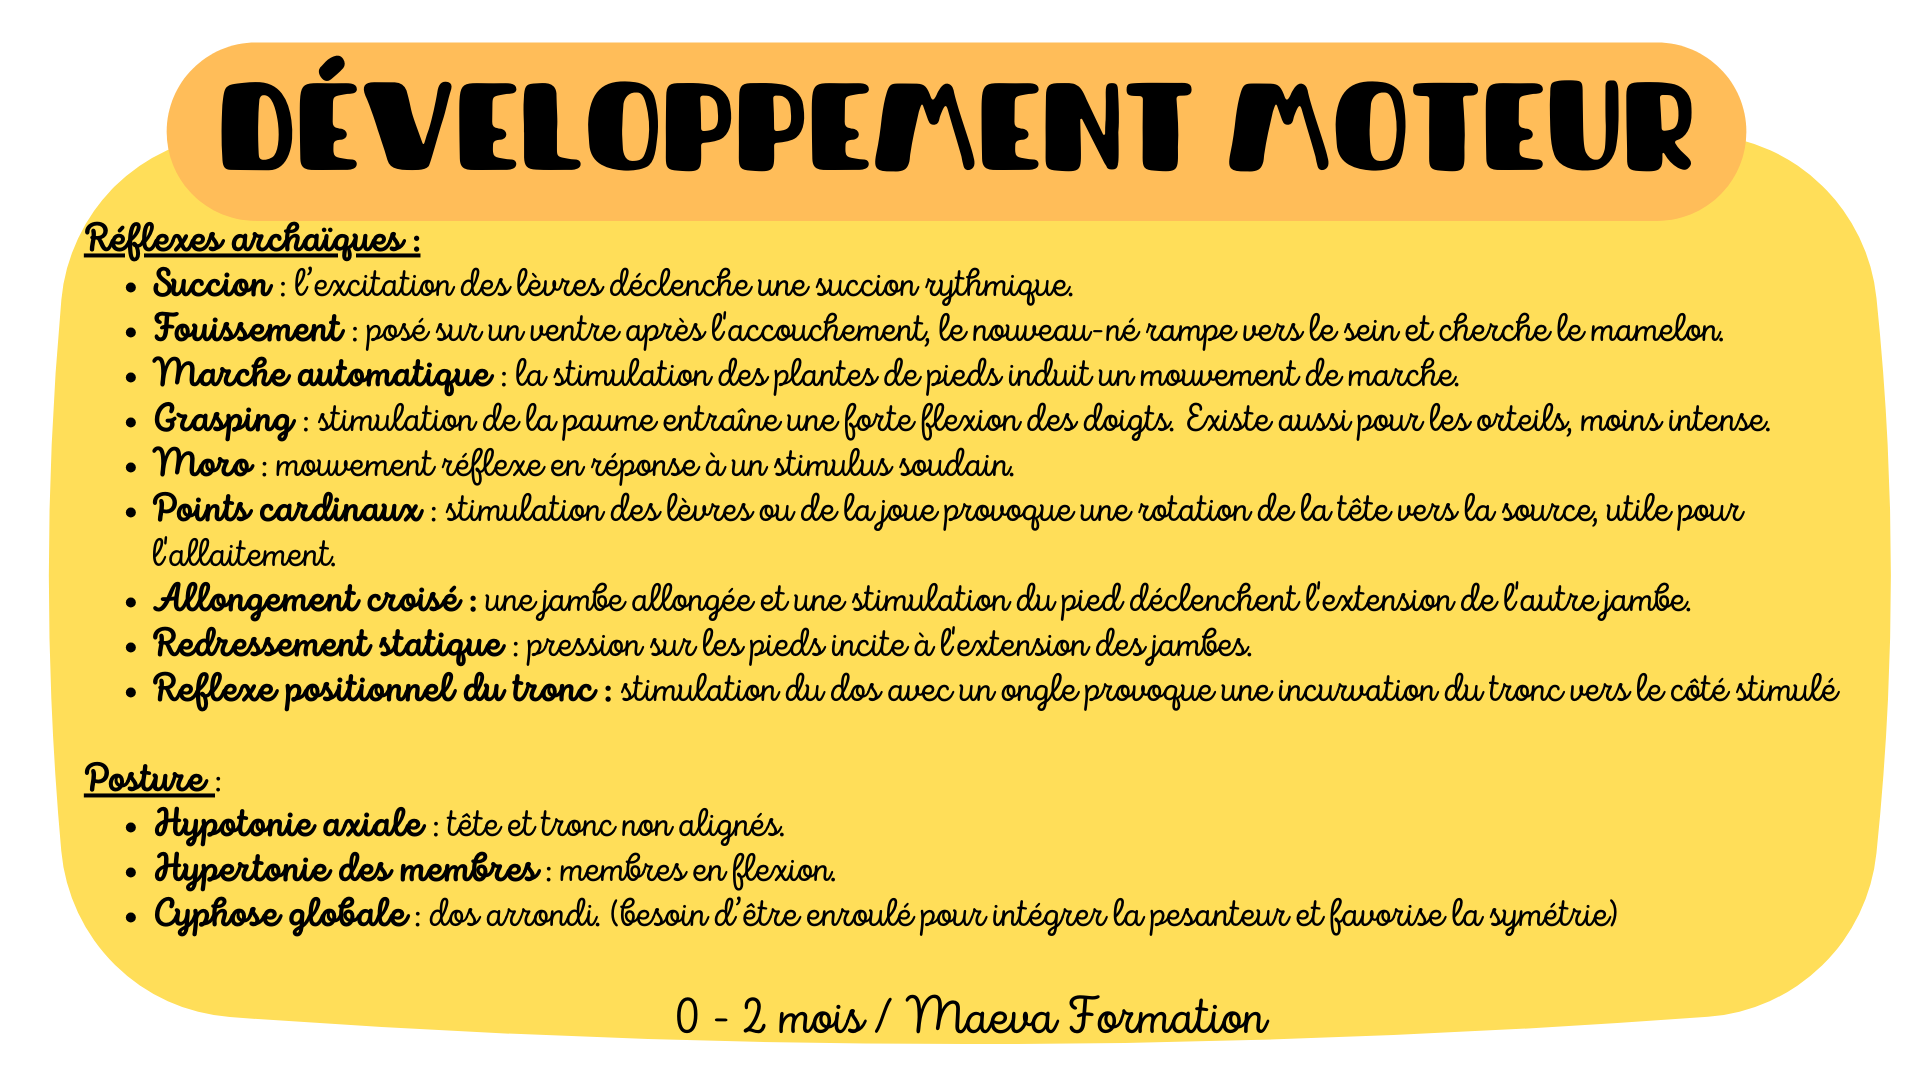 DÉVELOPPEMENT MOTEUR
Réflexes archaïques :
• Succion : l’excitation des lèvres déclenche une succion rythmique.
• Fouissement : posé sur un ventre après l'accouchement, le nouveau-né rampe vers le sein et cherche le mamelon.
• Marche automatique : la stimulation des plantes de pieds induit un mouvement de marche.
• Grasping : stimulation de la paume entraîne une forte flexion des doigts. Existe aussi pour les orteils, moins intense.
• Moro : mouvement réflexe en réponse à un stimulus soudain.
• Points cardinaux : stimulation des lèvres ou de la joue provoque une rotation de la tête vers la source, utile pour
l'allaitement.
• Allongement croisé : une jambe allongée et une stimulation du pied déclenchent l'extension de l'autre jambe.
• Redressement statique : pression sur les pieds incite à l'extension des jambes.
• Reflexe positionnel du tronc : stimulation du dos avec un ongle provoque une incurvation du tronc vers le côté stimulé
Posture :
• Hypotonie axiale : tête et tronc non alignés.
• Hypertonie des membres : membres en flexion.
• Cyphose globale : dos arrondi. (besoin d’être enroulé pour intégrer la pesanteur et favorise la symétrie)
0 - 2 mois / Maeva Formation